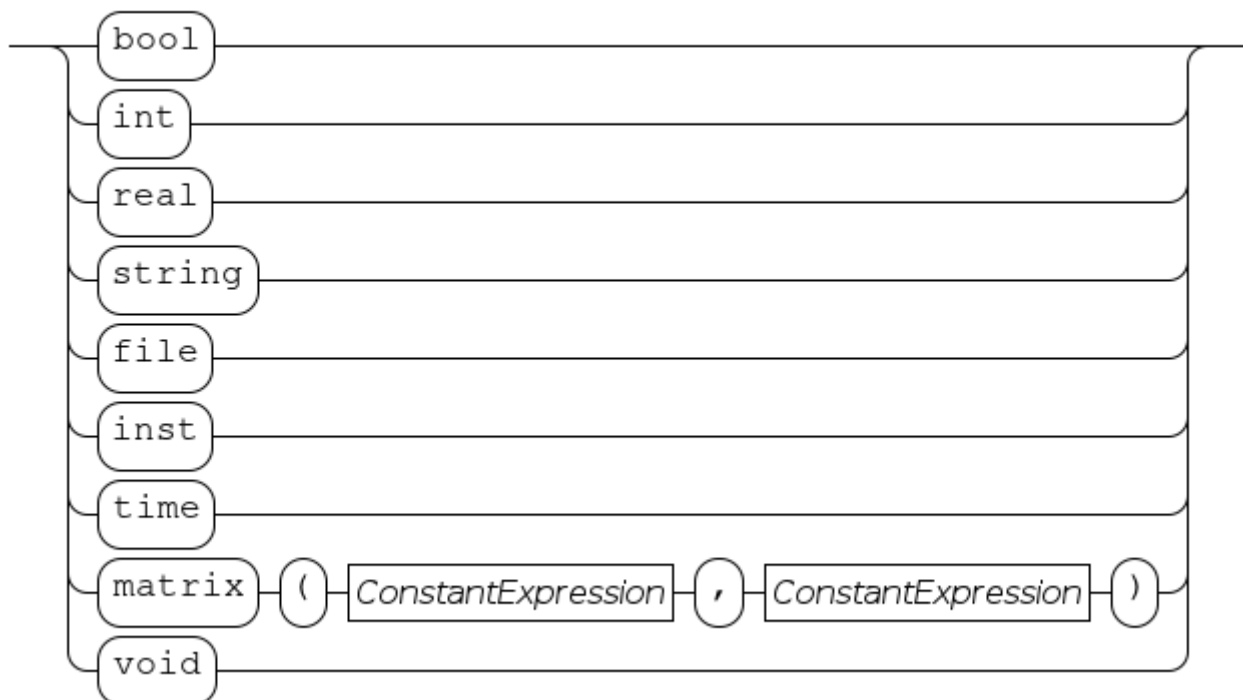 bool
int
real
string
file
inst
time
matrix ( ConstantExpression , ConstantExpression )
void